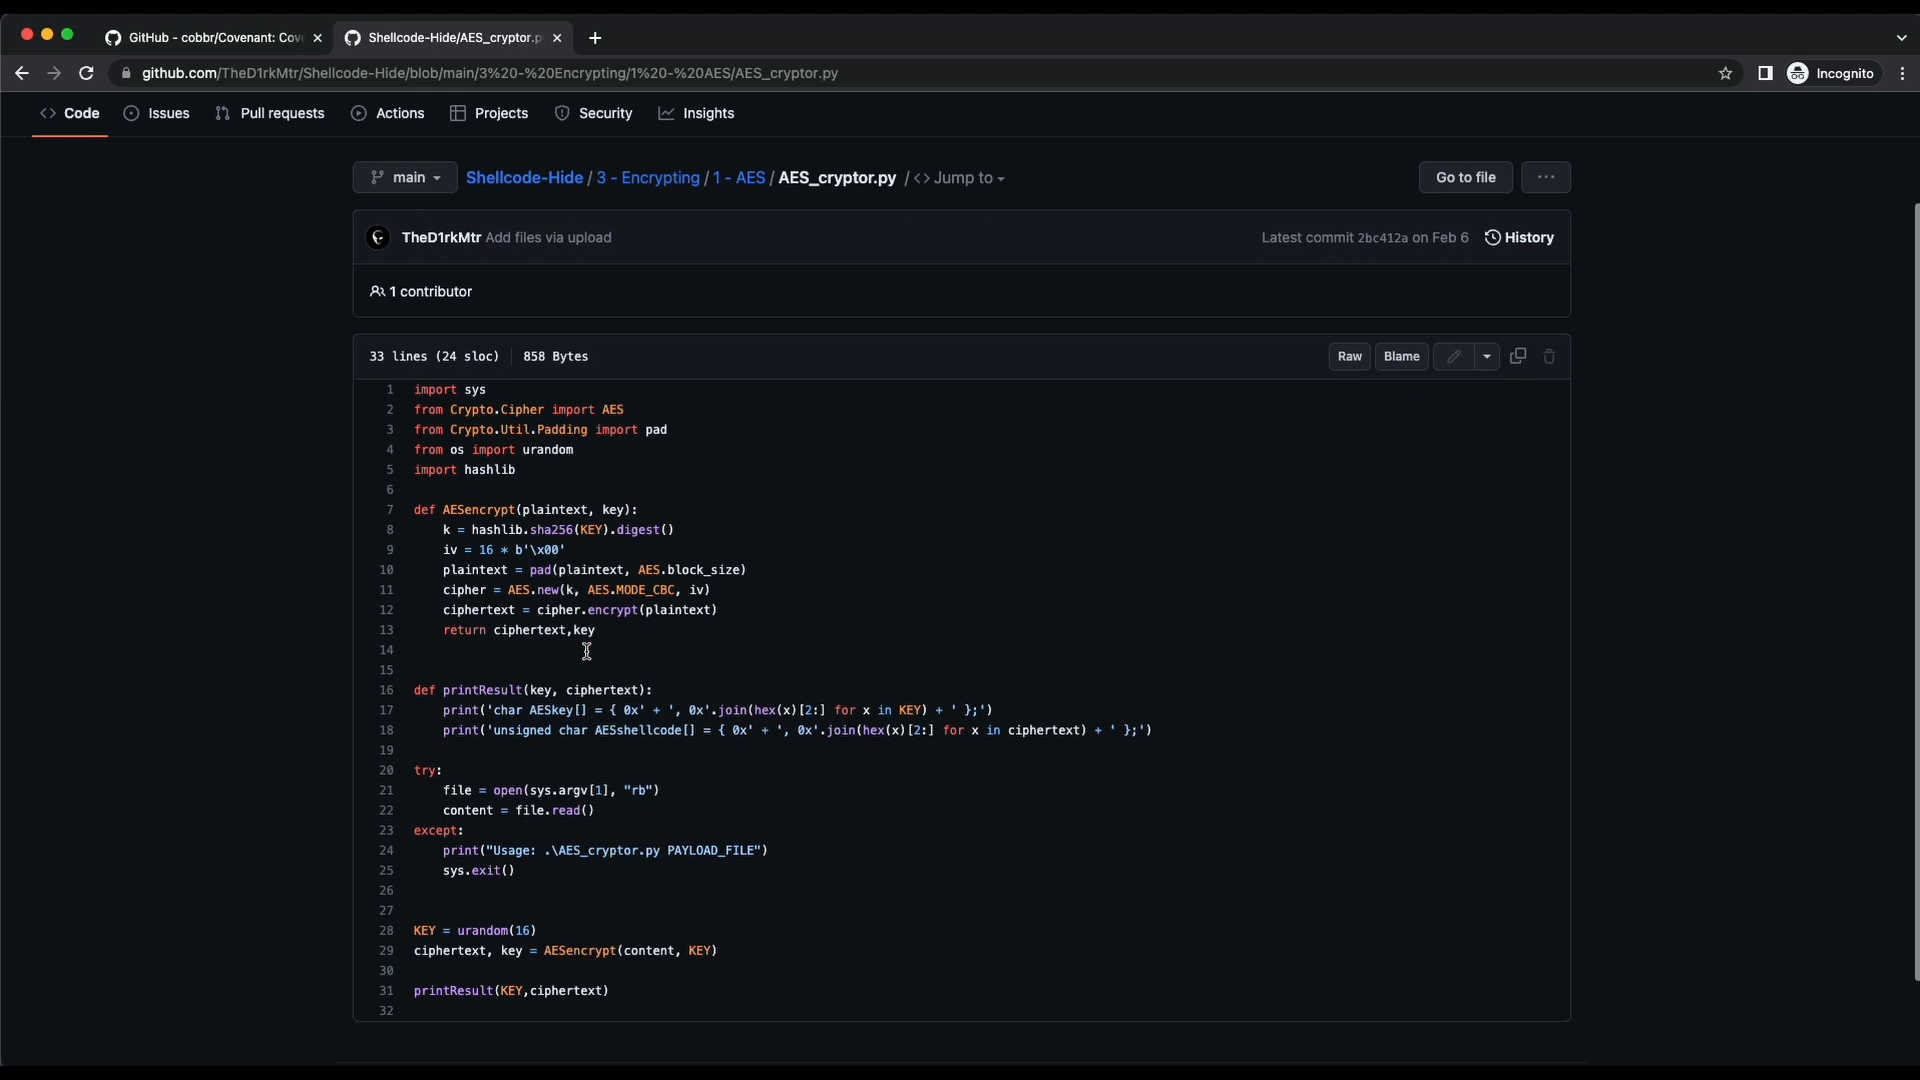 GitHub - cobbr/Covenant: Cov
Shellcode-Hide/AES_cryptor.p
github.com/TheD1rkMtr/Shellcode-Hide/blob/main/3%20-%20Encrypting/1%20-%20AES/AES_cryptor.py
Incognito
Code Issues Pull requests Actions Projects Security Insights
main Shellcode-Hide / 3 - Encrypting / 1 - AES / AES_cryptor.py / <> Jump to
Go to file ...
TheD1rkMtr Add files via upload
Latest commit 2bc412a on Feb 6 History
1 contributor
33 lines (24 sloc) 858 Bytes
Raw Blame
1 import sys
2 from Crypto.Cipher import AES
3 from Crypto.Util.Padding import pad
4 from os import urandom
5 import hashlib
6
7 def AESencrypt(plaintext, key):
8 k = hashlib.sha256(KEY).digest()
9 iv = 16 * b'\x00'
10 plaintext = pad(plaintext, AES.block_size)
11 cipher = AES.new(k, AES.MODE_CBC, iv)
12 ciphertext = cipher.encrypt(plaintext)
13 return ciphertext,key
14
15
16 def printResult(key, ciphertext):
17 print('char AESkey[] = { 0x' + ', 0x'.join(hex(x)[2:] for x in KEY) + ' };')
18 print('unsigned char AESshellcode[] = { 0x' + ', 0x'.join(hex(x)[2:] for x in ciphertext) + ' };')
19
20 try:
21 file = open(sys.argv[1], "rb")
22 content = file.read()
23 except:
24 print("Usage: .\AES_cryptor.py PAYLOAD_FILE")
25 sys.exit()
26
27
28 KEY = urandom(16)
29 ciphertext, key = AESencrypt(content, KEY)
30
31 printResult(KEY,ciphertext)
32